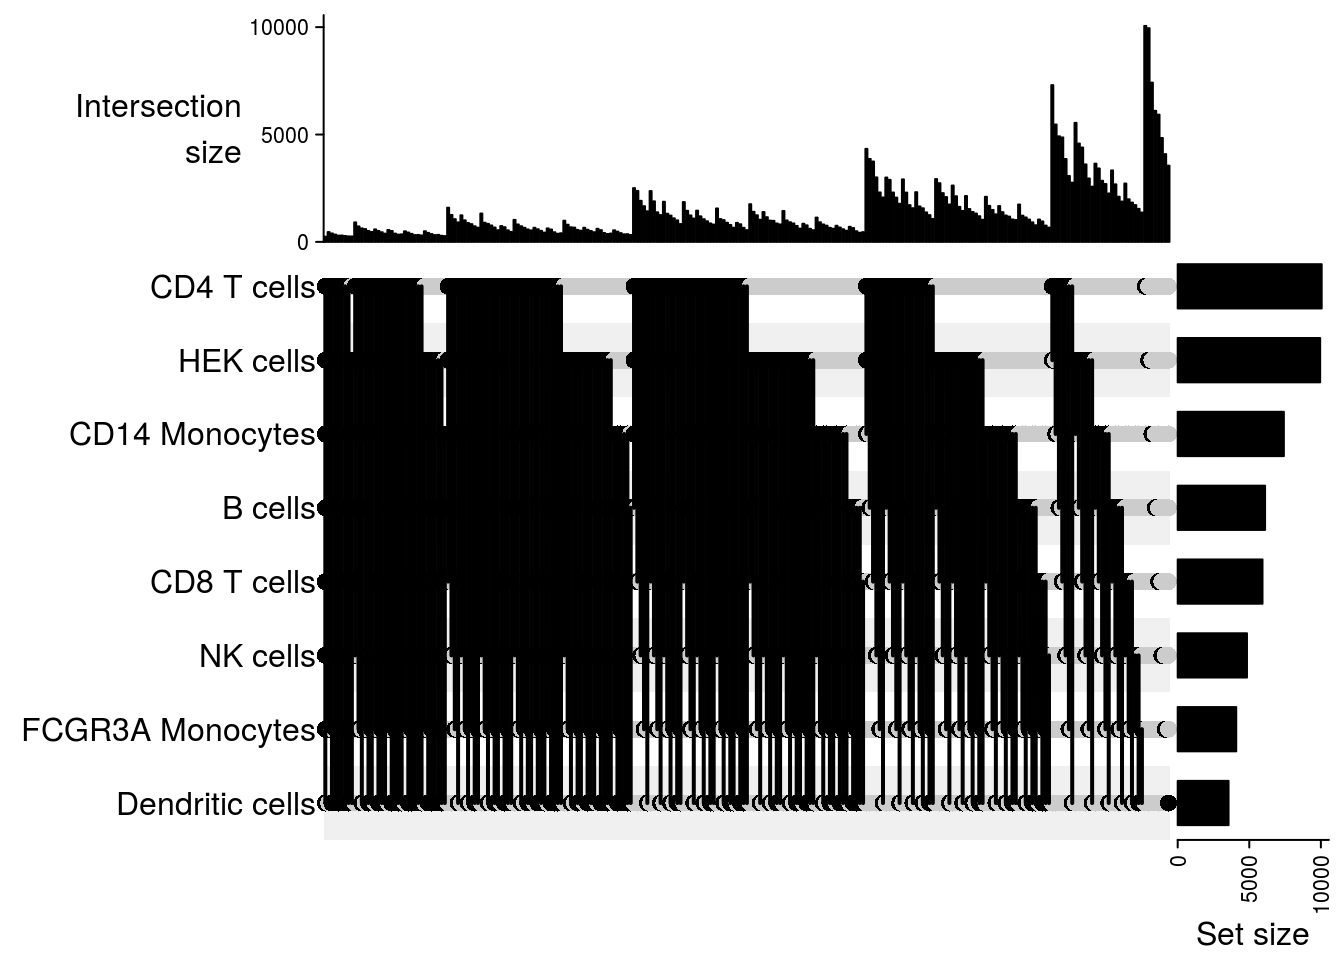 10000
Intersection
size
5000
0
CD4 T cells
HEK cells
CD14 Monocytes
B cells
CD8 T cells
NK cells
FCGR3A Monocytes
Dendritic cells
0
5000
10000
Set size